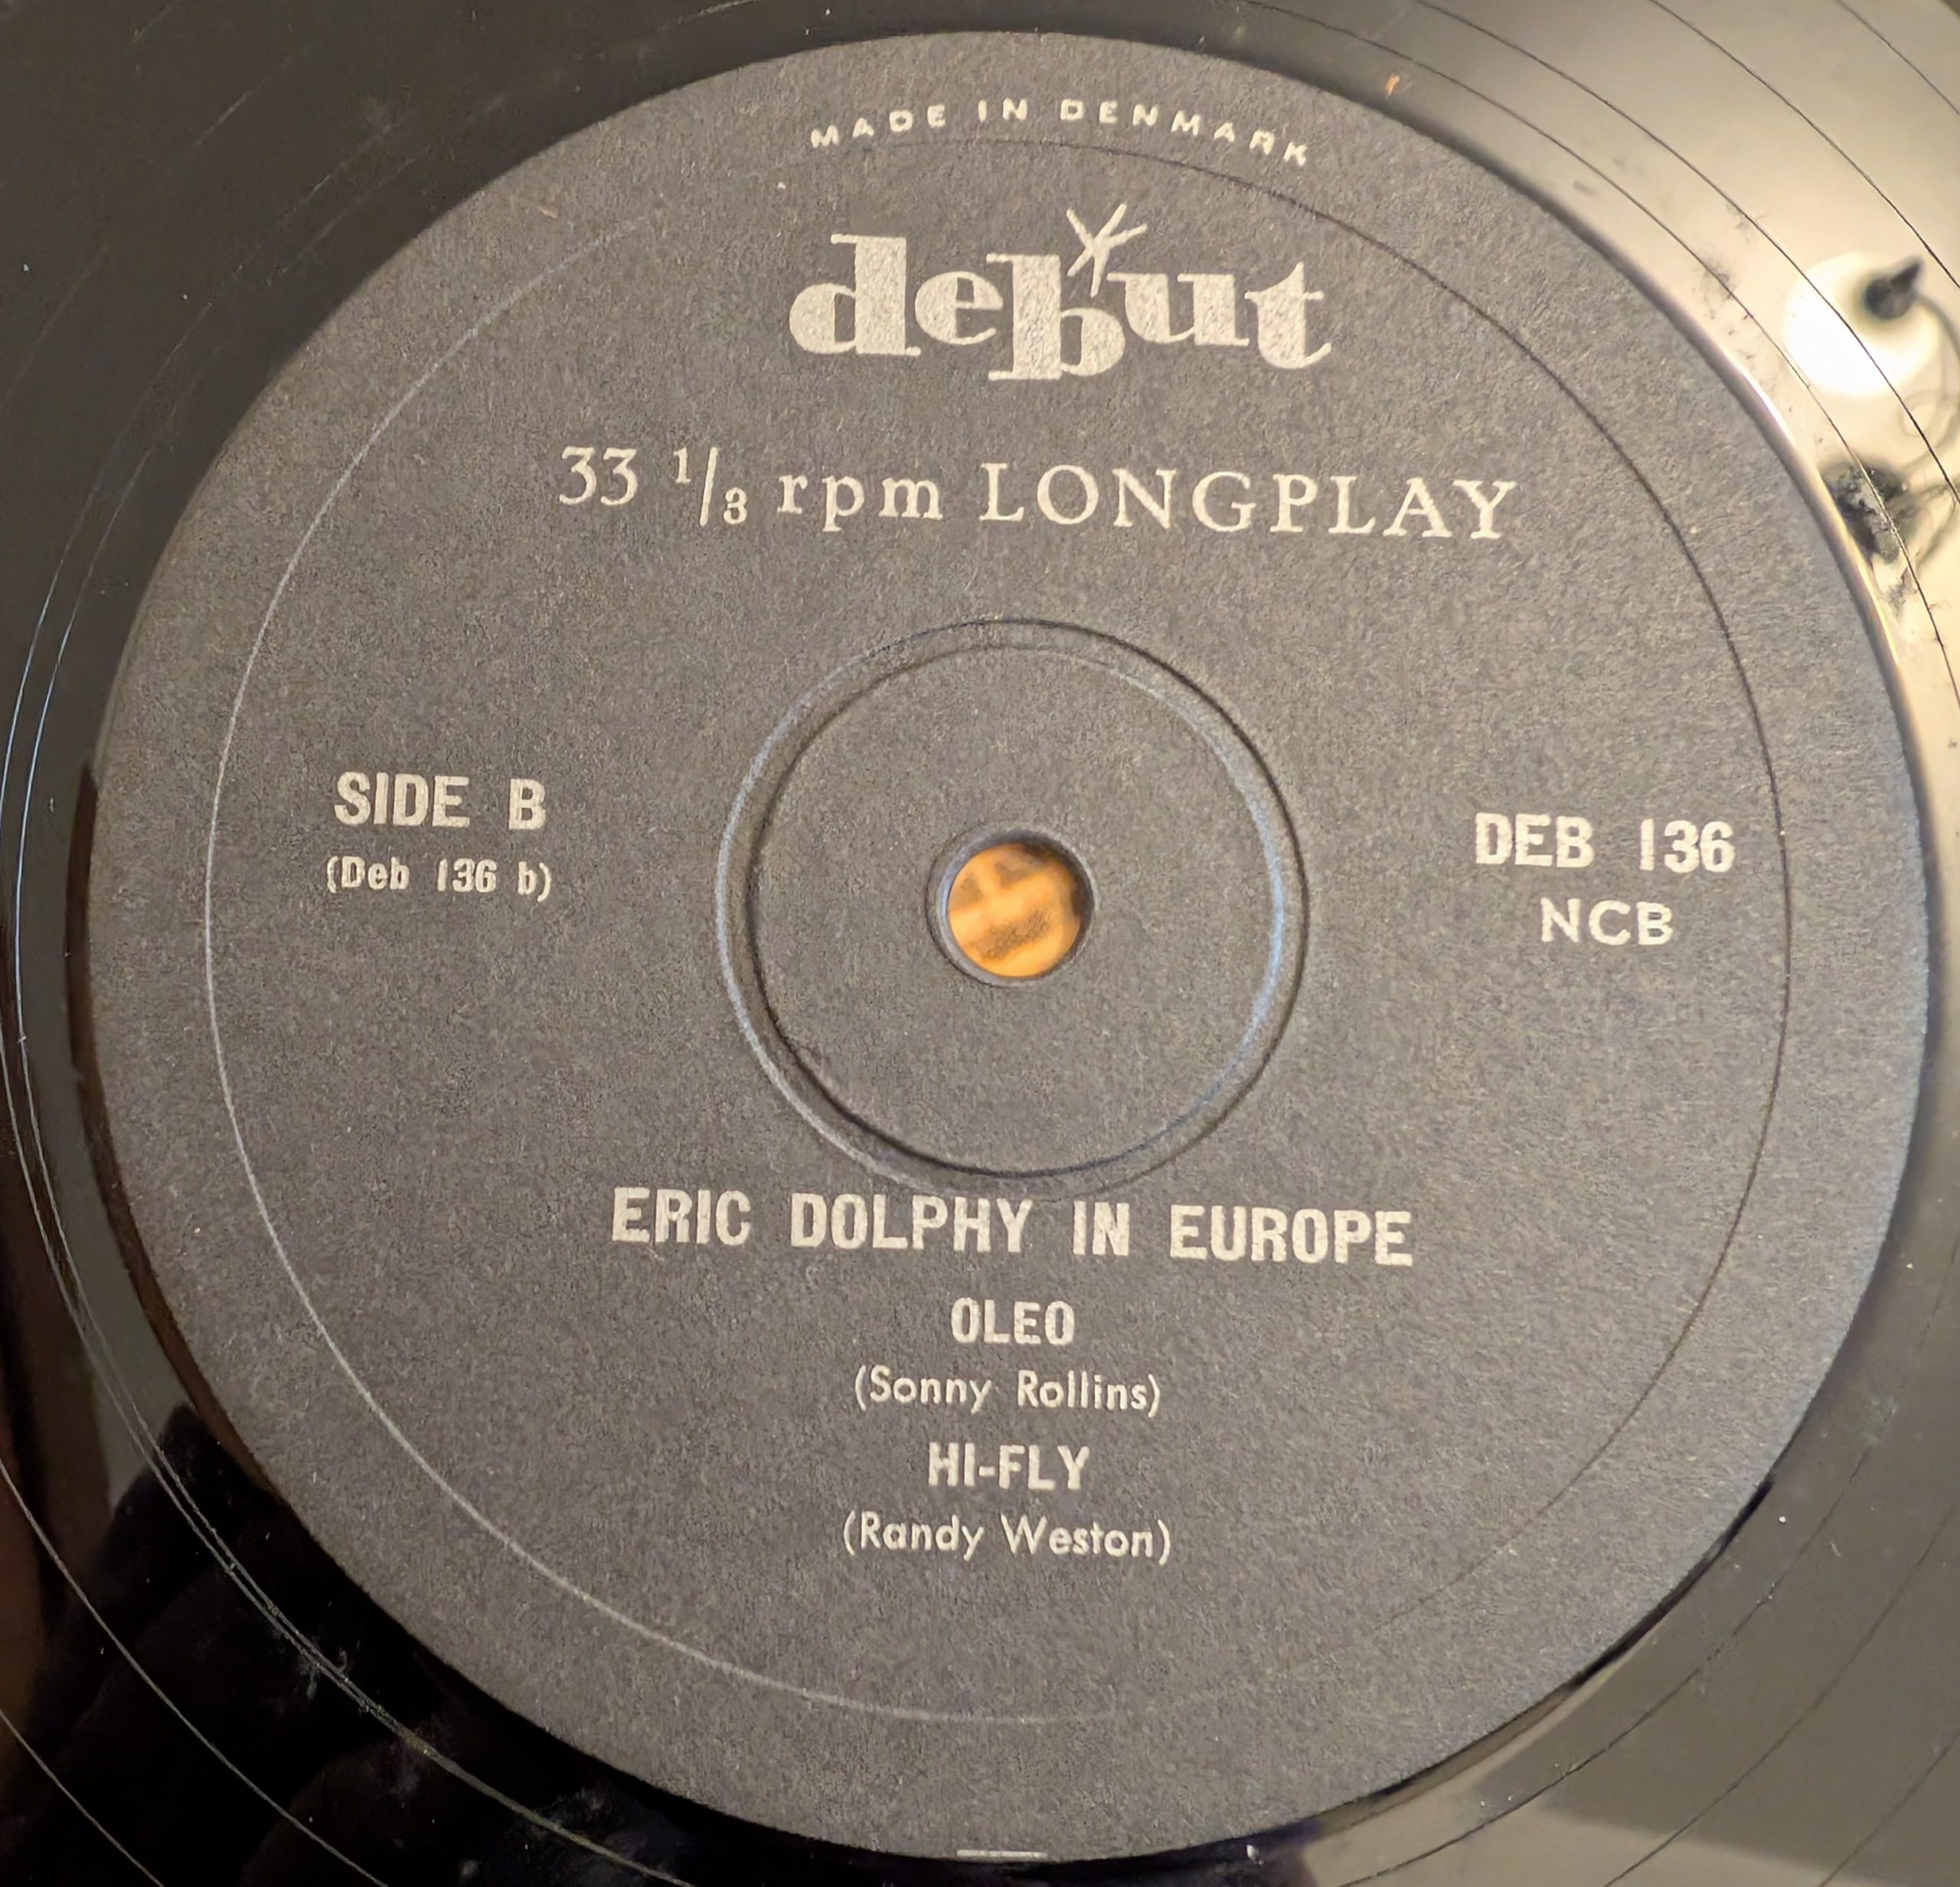 MADE IN DENMARK
debut
33 1/3 rpm LONGPLAY
SIDE B
(Deb 136 b)
DEB 136
NCB
ERIC DOLPHY IN EUROPE
OLEO
(Sonny Rollins)
HI-FLY
(Randy Weston)